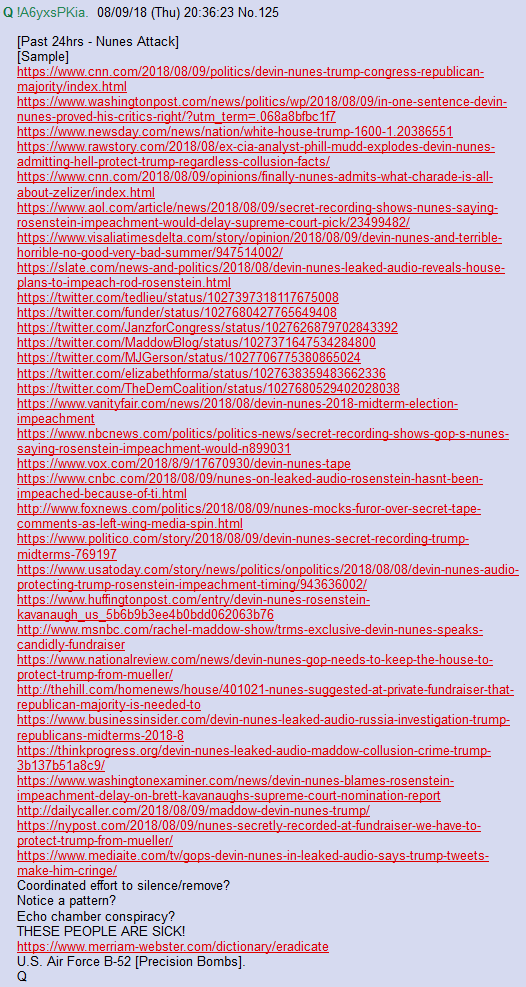 Q !A6yxsPKia. 08/09/18 (Thu) 20:36:23 No.125
[Past 24hrs - Nunes Attack]
[Sample]
https://www.cnn.com/2018/08/09/politics/devin-nunes-trump-congress-republican-
majority/index.html
https://www.washingtonpost.com/news/politics/wp/2018/08/09/in-one-sentence-devin-
nunes-proved-his-critics-right/?utm_term=.068a8bfbc1f7
https://www.newsday.com/news/nation/white-house-trump-1600-1.20386551
https://www.rawstory.com/2018/08/ex-cia-analyst-phill-mudd-explodes-devin-nunes-
admitting-hell-protect-trump-regardless-collusion-facts/
https://www.cnn.com/2018/08/09/opinions/finally-nunes-admits-what-charade-is-all-
about-zelizer/index.html
https://www.aol.com/article/news/2018/08/09/secret-recording-shows-nunes-saying-
rosenstein-impeachment-would-delay-supreme-court-pick/23499482/
https://www.visaliatimesdelta.com/story/opinion/2018/08/09/devin-nunes-and-terrible-
horrible-no-good-very-bad-summer/947514002/
https://slate.com/news-and-politics/2018/08/devin-nunes-leaked-audio-reveals-house-
plans-to-impeach-rod-rosenstein.html
https://twitter.com/tedlieu/status/1027397318117675008
https://twitter.com/funder/status/1027680427765649408
https://twitter.com/JanzforCongress/status/1027626879702843392
https://twitter.com/MaddowBlog/status/1027371647534284800
https://twitter.com/MJGerson/status/1027706775380865024
https://twitter.com/elizabethforma/status/1027638359483662336
https://twitter.com/TheDemCoalition/status/1027680529402028038
https://www.vanityfair.com/news/2018/08/devin-nunes-2018-midterm-election-
impeachment
https://www.nbcnews.com/politics/politics-news/secret-recording-shows-gop-s-nunes-
saying-rosenstein-impeachment-would-n899031
https://www.vox.com/2018/8/9/17670930/devin-nunes-tape
https://www.cnbc.com/2018/08/09/nunes-on-leaked-audio-rosenstein-hasnt-been-
impeached-because-of-ti.html
http://www.foxnews.com/politics/2018/08/09/nunes-mocks-furor-over-secret-tape-
comments-as-left-wing-media-spin.html
https://www.politico.com/story/2018/08/09/devin-nunes-secret-recording-trump-
midterms-769197
https://www.usatoday.com/story/news/politics/onpolitics/2018/08/08/devin-nunes-audio-
protecting-trump-rosenstein-impeachment-timing/943636002/
https://www.huffingtonpost.com/entry/devin-nunes-rosenstein-
kavanaugh_us_5b6b9b3ee4b0bdd062063b76
http://www.msnbc.com/rachel-maddow-show/trms-exclusive-devin-nunes-speaks-
candidly-fundraiser
https://www.nationalreview.com/news/devin-nunes-gop-needs-to-keep-the-house-to-
protect-trump-from-mueller/
http://thehill.com/homenews/house/401021-nunes-suggested-at-private-fundraiser-that-
republican-majority-is-needed-to
https://www.businessinsider.com/devin-nunes-leaked-audio-russia-investigation-trump-
republicans-midterms-2018-8
https://thinkprogress.org/devin-nunes-leaked-audio-maddow-collusion-crime-trump-
3b137b51a8c9/
https://www.washingtonexaminer.com/news/devin-nunes-blames-rosenstein-
impeachment-delay-on-brett-kavanaughs-supreme-court-nomination-report
http://dailycaller.com/2018/08/09/maddow-devin-nunes-trump/
https://nypost.com/2018/08/09/nunes-secretly-recorded-at-fundraiser-we-have-to-
protect-trump-from-mueller/
https://www.mediaite.com/tv/gops-devin-nunes-in-leaked-audio-says-trump-tweets-
make-him-cringe/
Coordinated effort to silence/remove?
Notice a pattern?
Echo chamber conspiracy?
THESE PEOPLE ARE SICK!
https://www.merriam-webster.com/dictionary/eradicate
U.S. Air Force B-52 [Precision Bombs].
Q